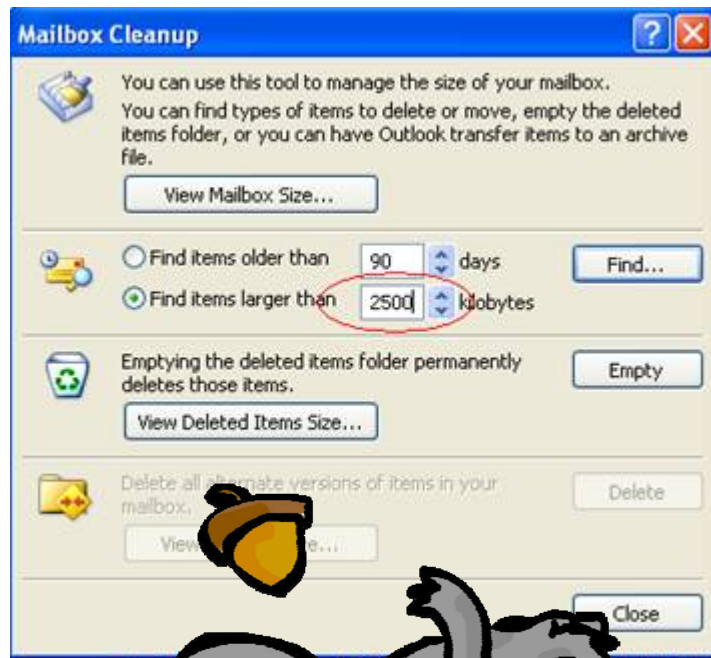 Mailbox Cleanup
You can use this tool to manage the size of your mailbox.
You can find types of items to delete or move, empty the deleted
items folder, or you can have Outlook transfer items to an archive
file.
View Mailbox Size...
Find items older than 90 days Find...
Find items larger than 2500 kilobytes
Emptying the deleted items folder permanently Empty
deletes those items.
View Deleted Items Size...
Delete all alternate versions of items in your Delete
mailbox.
View
Close